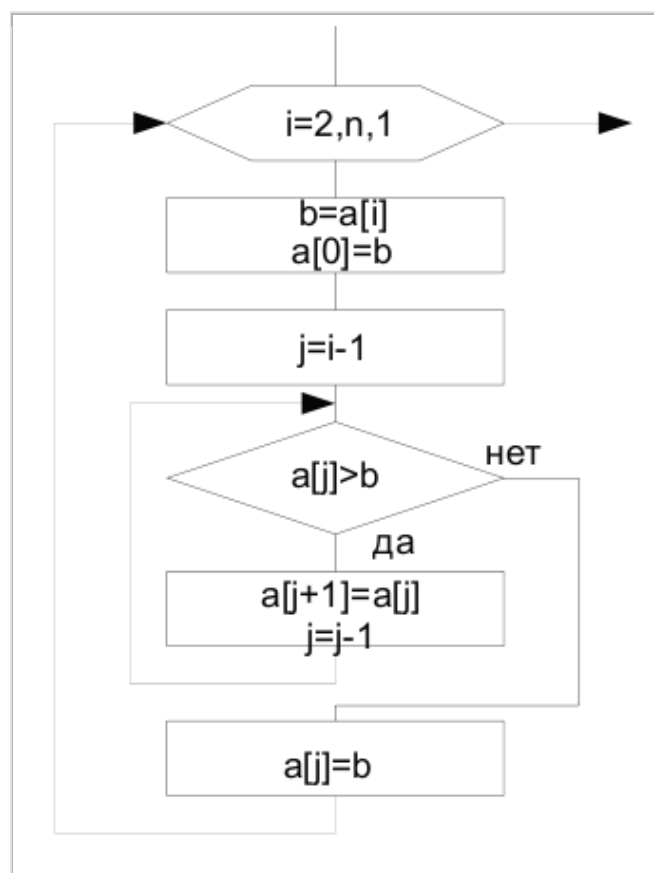 i=2,n,1
b=a[i]
a[0]=b
j=i-1
a[j]>b
нет
да
a[j+1]=a[j]
j=j-1
a[j]=b